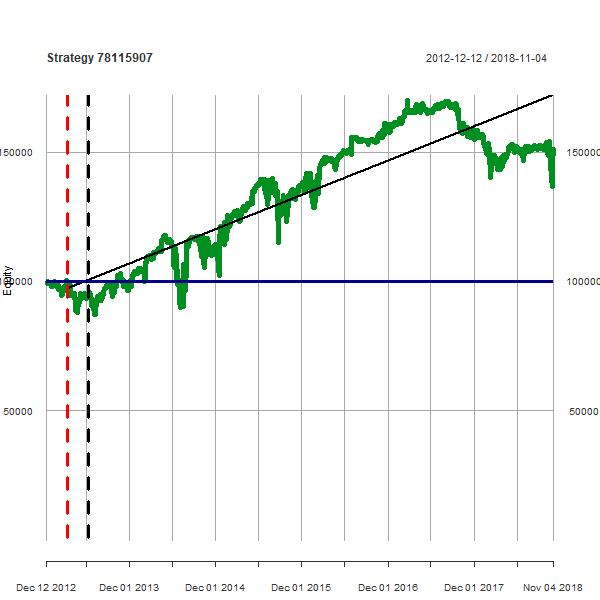 Strategy 78115907
2012-12-12 / 2018-11-04
150000
150000
100000
100000
Equity
50000
50000
Dec 12 2012
Dec 01 2013
Dec 01 2014
Dec 01 2015
Dec 01 2016
Dec 01 2017
Nov 04 2018